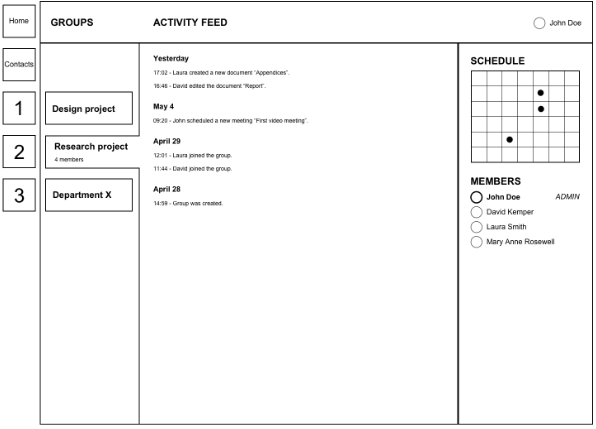 Home
GROUPS
ACTIVITY FEED
John Doe
Contacts
1
Design project
2
Research project
4 members
3
Department X
Yesterday
17:02 - Laura created a new document "Appendices".
16:46 - David edited the document "Report".
May 4
09:20 - John scheduled a new meeting "First video meeting".
April 29
12:01 - Laura joined the group.
11:44 - David joined the group.
April 28
14:59 - Group was created.
SCHEDULE
MEMBERS
John Doe ADMIN
David Kemper
Laura Smith
Mary Anne Rosewell